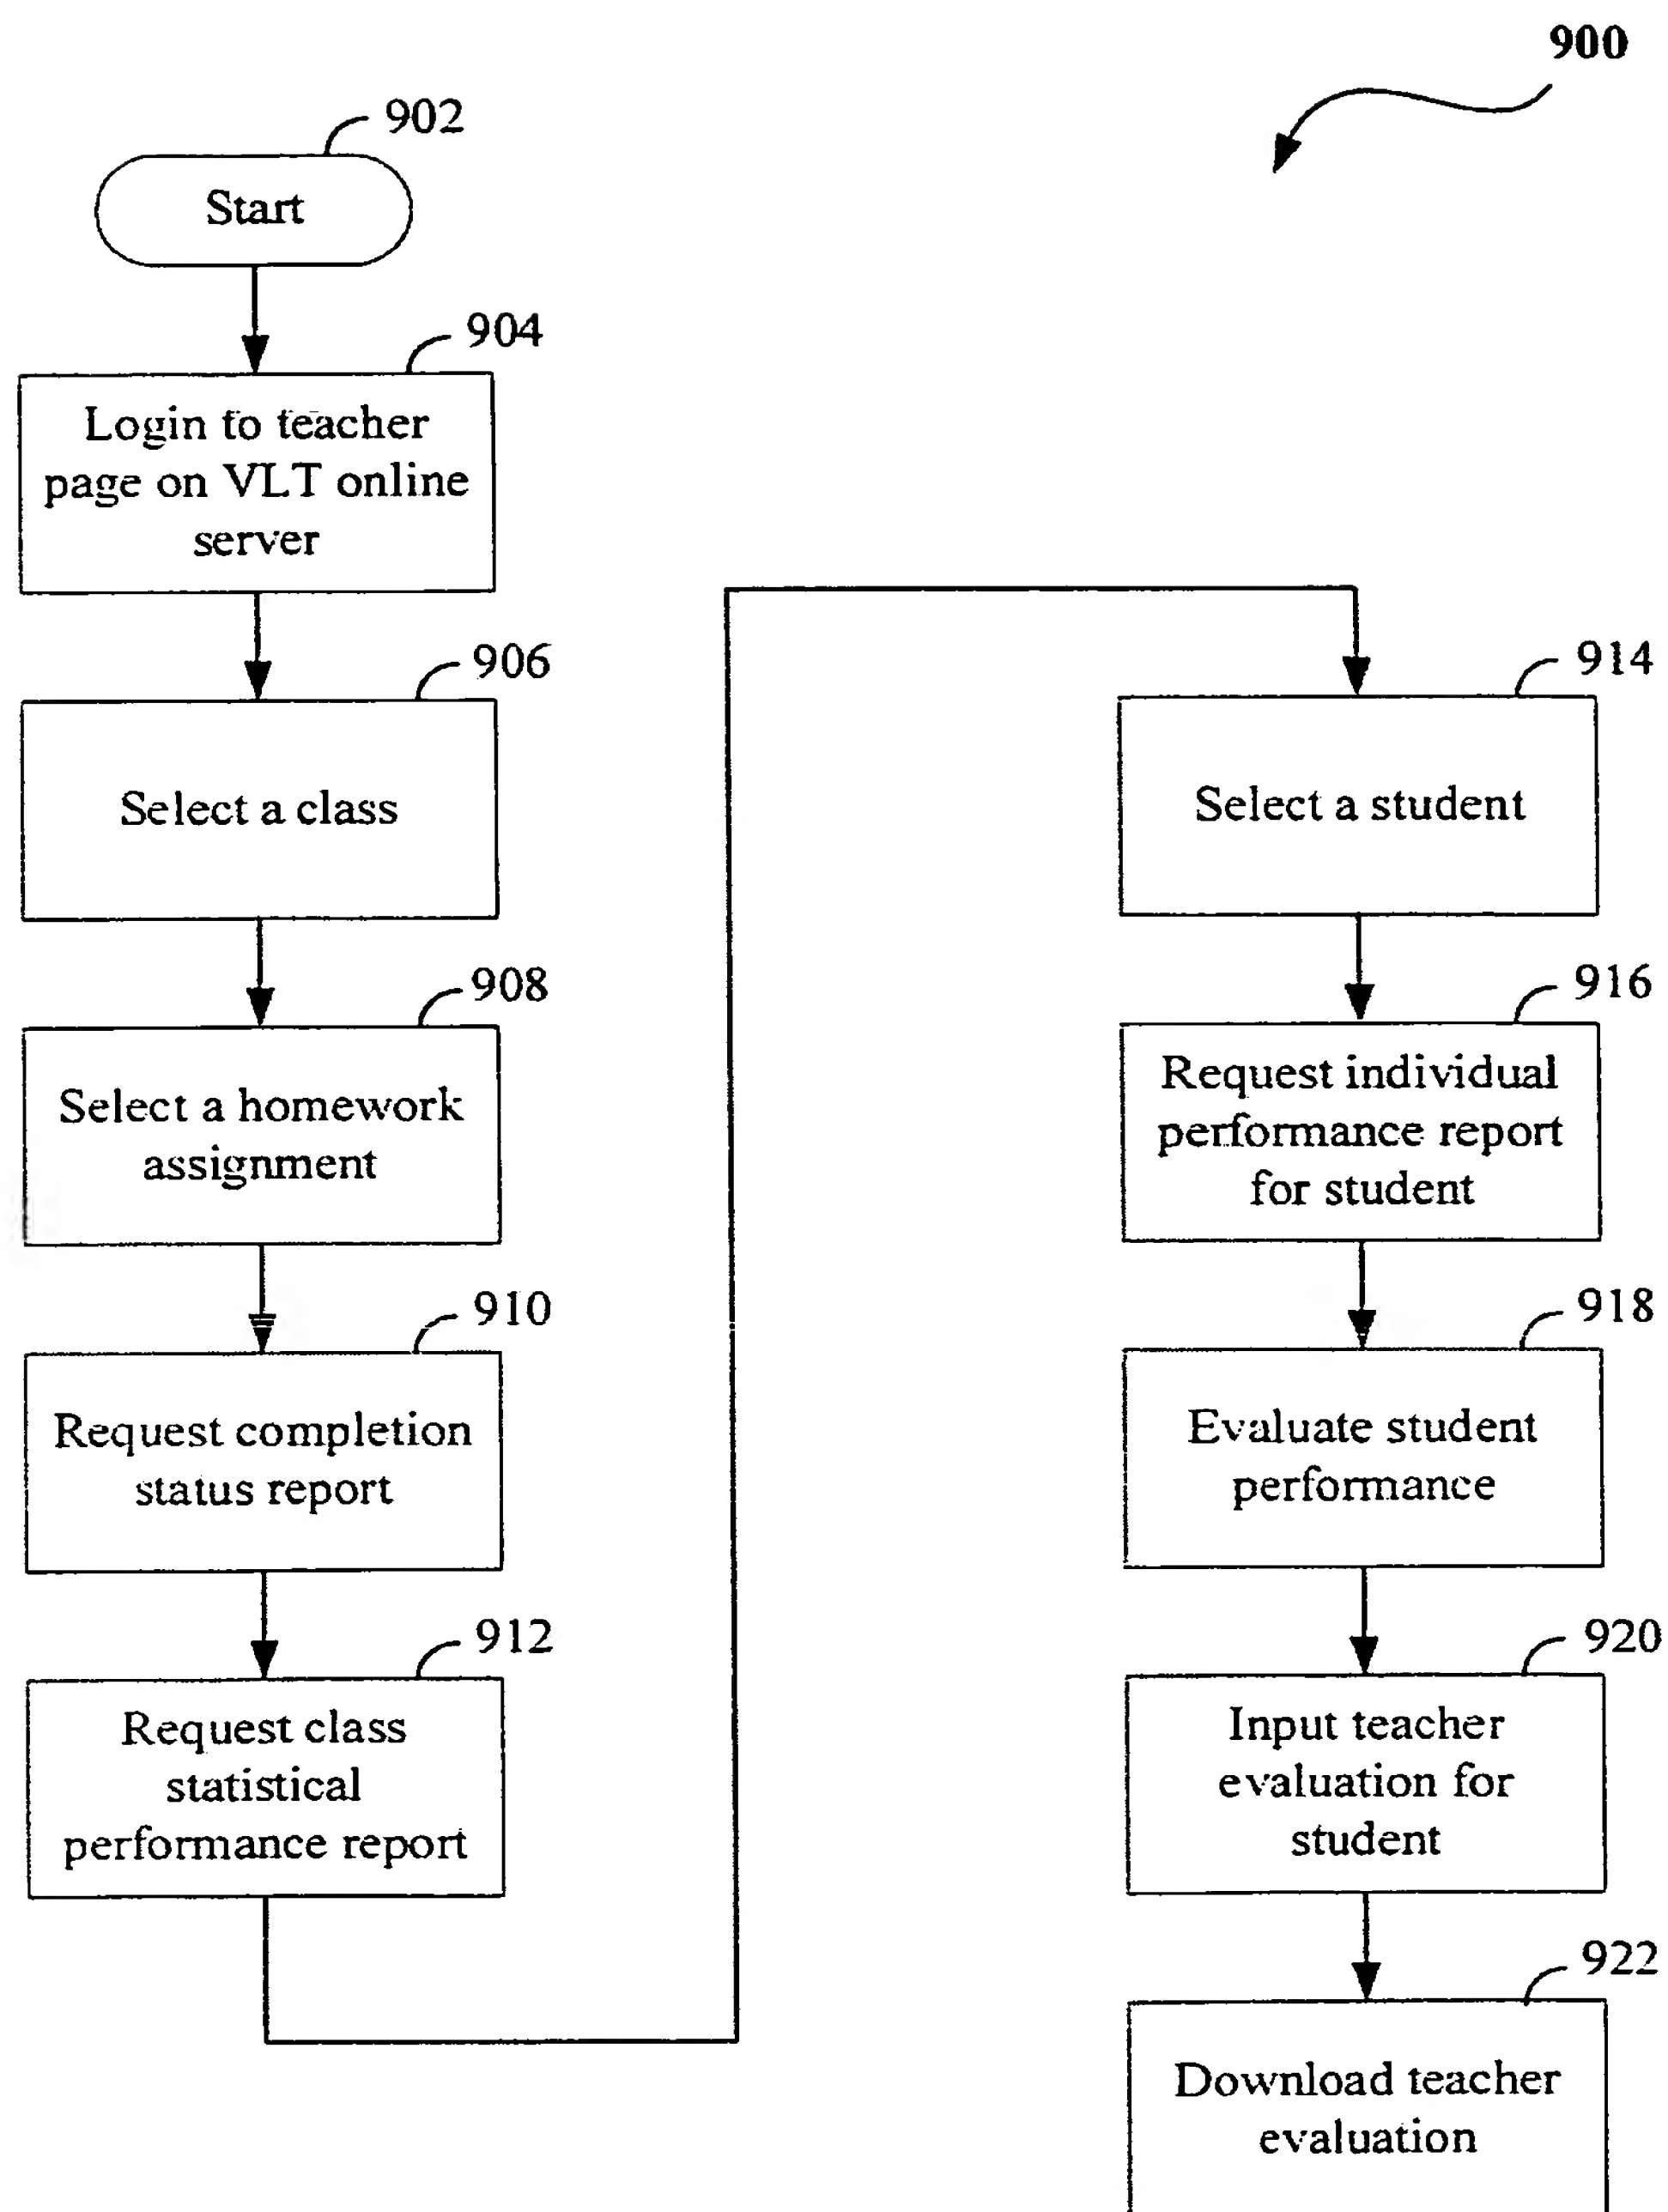 900
902
Start
904
Login to teacher
page on VLT online
server
906
Select a class
908
Select a homework
assignment
910
Request completion
status report
912
Request class
statistical
performance report
914
Select a student
916
Request individual
performance report
for student
918
Evaluate student
performance
920
Input teacher
evaluation for
student
922
Download teacher
evaluation